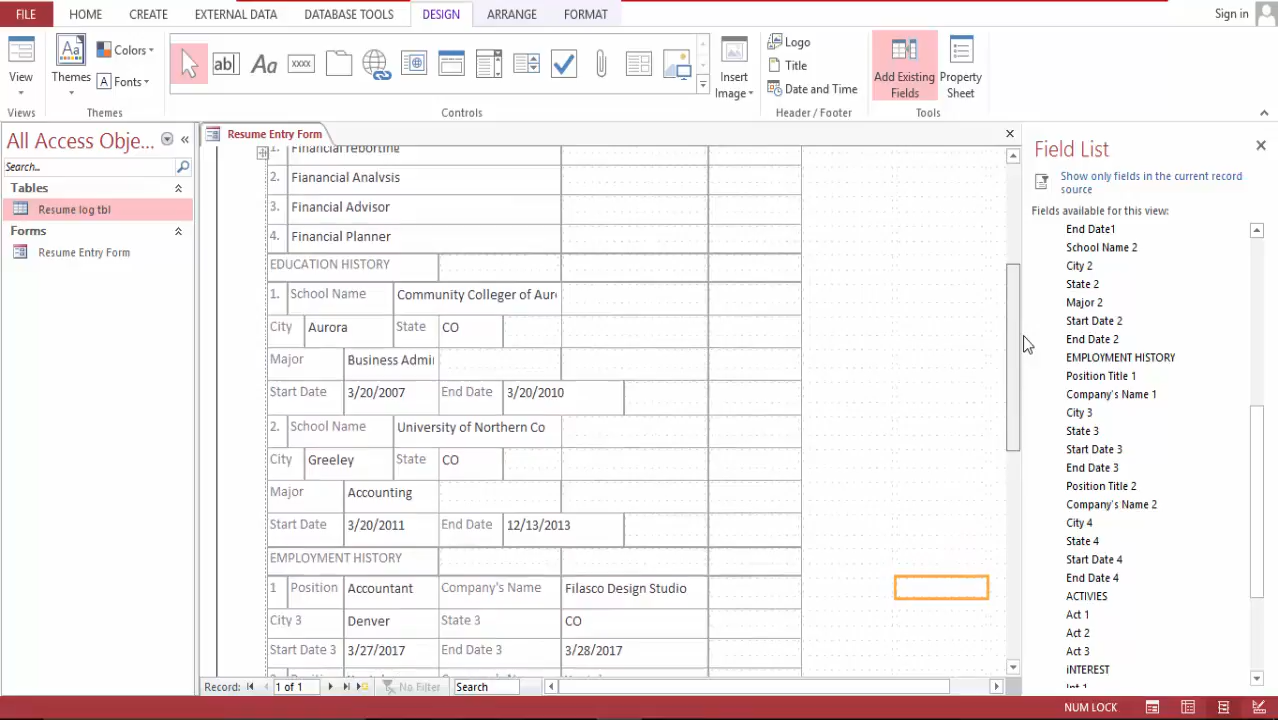 FILE HOME CREATE EXTERNAL DATA DATABASE TOOLS DESIGN ARRANGE FORMAT Sign in
View
Views
Themes
Colors
Fonts
Themes
ab|
Aa
xxxx
Controls
Insert
Image
Logo
Title
Date and Time
Header / Footer
Add Existing
Fields
Property
Sheet
Tools
All Access Obje...
Search...
Tables
Resume log tbl
Forms
Resume Entry Form
Resume Entry Form
1. Financial reporting
2. Fianancial Analvsis
3. Financial Advisor
4. Financial Planner
EDUCATION HISTORY
1. School Name Community Colleger of Aur
City Aurora State CO
Major Business Admi
Start Date 3/20/2007 End Date 3/20/2010
2. School Name University of Northern Co
City Greeley State CO
Major Accounting
Start Date 3/20/2011 End Date 12/13/2013
EMPLOYMENT HISTORY
1 Position Accountant Company's Name Filasco Design Studio
City 3 Denver State 3 CO
Start Date 3 3/27/2017 End Date 3 3/28/2017
Record: 1 of 1 No Filter Search
Field List
Show only fields in the current record
source
Fields available for this view:
End Date1
School Name 2
City 2
State 2
Major 2
Start Date 2
End Date 2
EMPLOYMENT HISTORY
Position Title 1
Company's Name 1
City 3
State 3
Start Date 3
End Date 3
Position Title 2
Company's Name 2
City 4
State 4
Start Date 4
End Date 4
ACTIVIES
Act 1
Act 2
Act 3
iNTEREST
Int 1
NUM LOCK